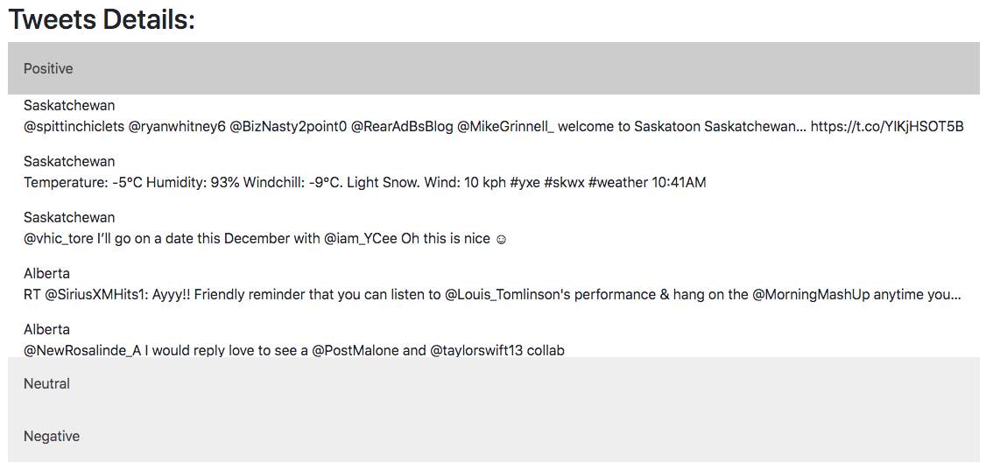 Tweets Details:
Positive
Saskatchewan
@spittinchiclets @ryanwhitney6 @BizNasty2point0 @RearAdBsBlog @MikeGrinnell_ welcome to Saskatoon Saskatchewan… https://t.co/YlKjHSOT5B
Saskatchewan
Temperature: -5°C Humidity: 93% Windchill: -9°C. Light Snow. Wind: 10 kph #yxe #skwx #weather 10:41AM
Saskatchewan
@vhic_tore I’ll go on a date this December with @iam_YCee Oh this is nice ☺
Alberta
RT @SiriusXMHits1: Ayyy!! Friendly reminder that you can listen to @Louis_Tomlinson's performance & hang on the @MorningMashUp anytime you…
Alberta
@NewRosalinde_A I would reply love to see a @PostMalone and @taylorswift13 collab
Neutral
Negative